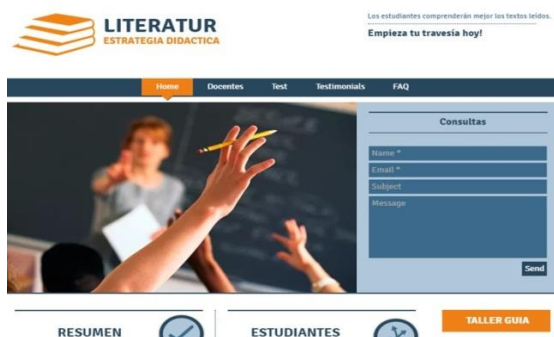 LITERATUR
ESTRATEGIA DIDACTICA
Los estudiantes comprenderán mejor los textos leídos.
Empieza tu travesía hoy!
Home Docentes Test Testimonials FAQ
Consultas
Name *
Email *
Subject
Message
Send
RESUMEN
ESTUDIANTES
TALLER GUIA